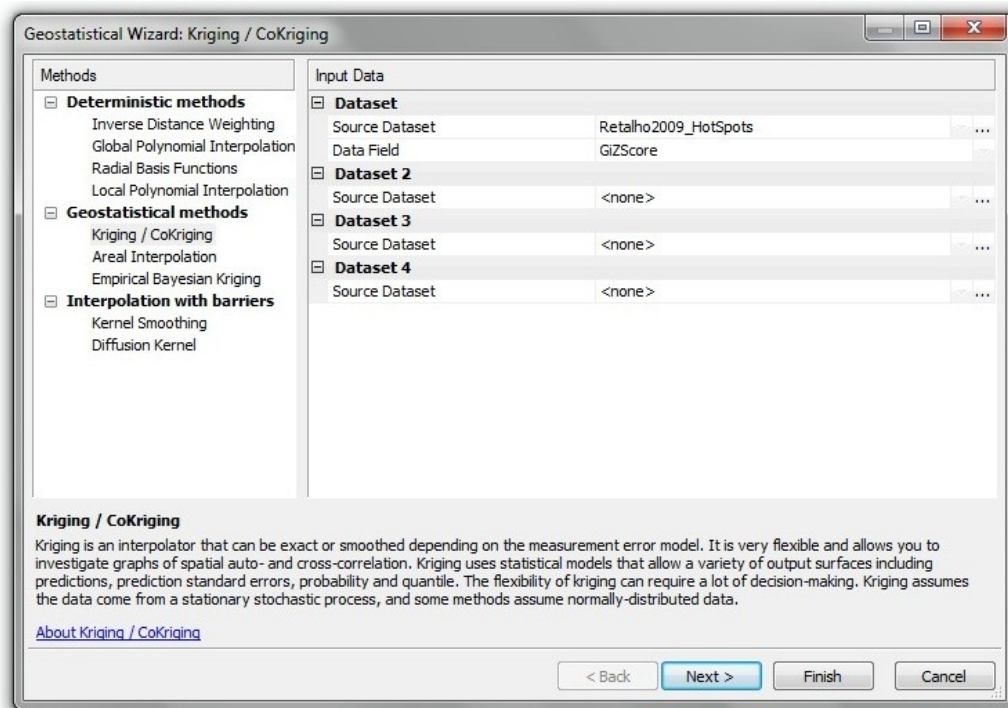 Geostatistical Wizard: Kriging / CoKriging
Methods
Deterministic methods
Inverse Distance Weighting
Global Polynomial Interpolation
Radial Basis Functions
Local Polynomial Interpolation
Geostatistical methods
Kriging / CoKriging
Areal Interpolation
Empirical Bayesian Kriging
Interpolation with barriers
Kernel Smoothing
Diffusion Kernel
Input Data
Dataset
Source Dataset Retalho2009_HotSpots ...
Data Field GiZScore
Dataset 2
Source Dataset <none> ...
Dataset 3
Source Dataset <none> ...
Dataset 4
Source Dataset <none> ...
Kriging / CoKriging
Kriging is an interpolator that can be exact or smoothed depending on the measurement error model. It is very flexible and allows you to
investigate graphs of spatial auto- and cross-correlation. Kriging uses statistical models that allow a variety of output surfaces including
predictions, prediction standard errors, probability and quantile. The flexibility of kriging can require a lot of decision-making. Kriging assumes
the data come from a stationary stochastic process, and some methods assume normally-distributed data.
About Kriging / CoKriging
< Back Next > Finish Cancel